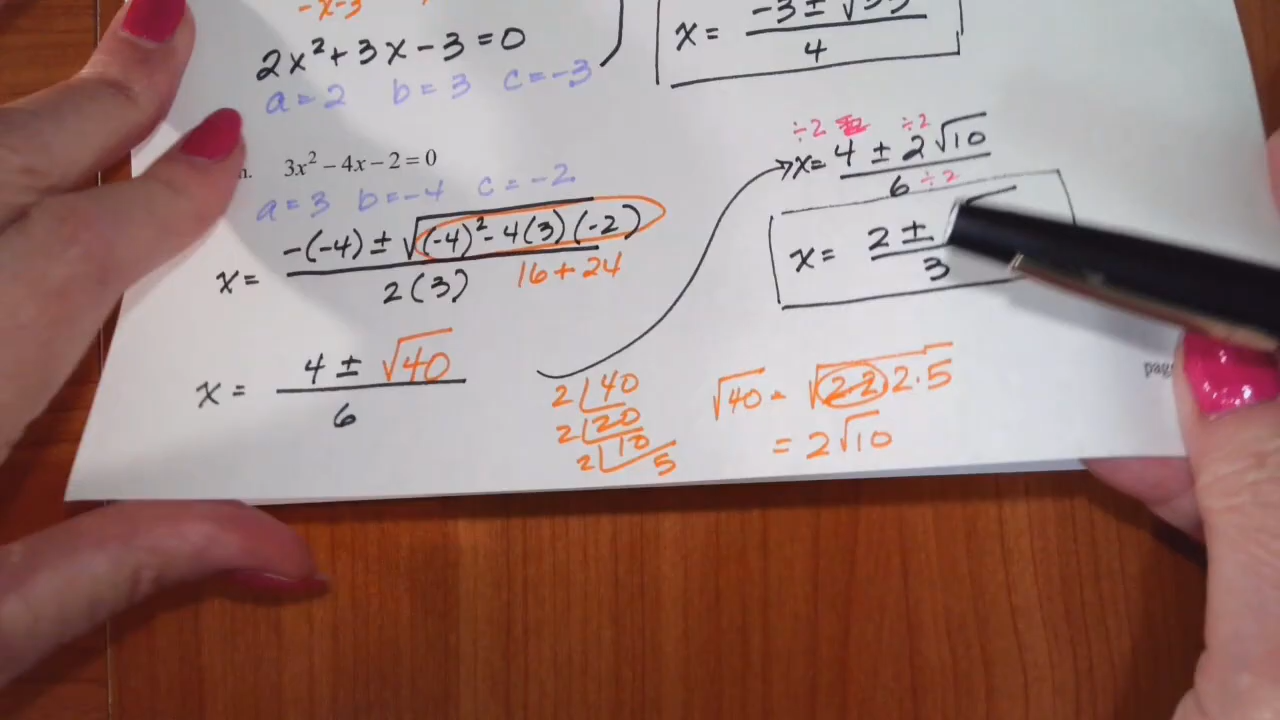 -x-3
2x² + 3x - 3 = 0
a = 2 b = 3 c = -3
x = -3 ± √33 / 4
n. 3x² - 4x - 2 = 0
a = 3 b = -4 c = -2
x = -(-4) ± √(-4)² - 4(3)(-2) / 2(3)
16 + 24
x = 4 ± √40 / 6
÷2 ÷2
x = 4 ± 2√10 / 6 ÷2
x = 2 ± √ / 3
2 40
2 20
2 10
5
√40 = √2·2·2·5
= 2√10
pag